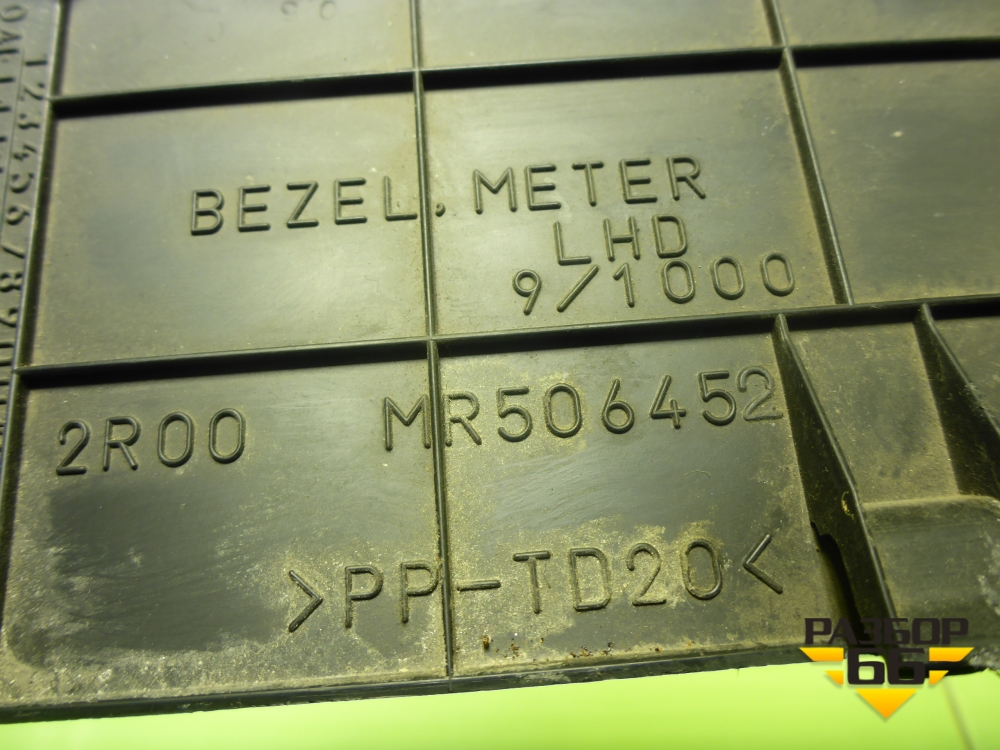 BEZEL, METER
LHD
9/1000
2R00 MR506452
>PP-TD20<
РАЗБОР
66